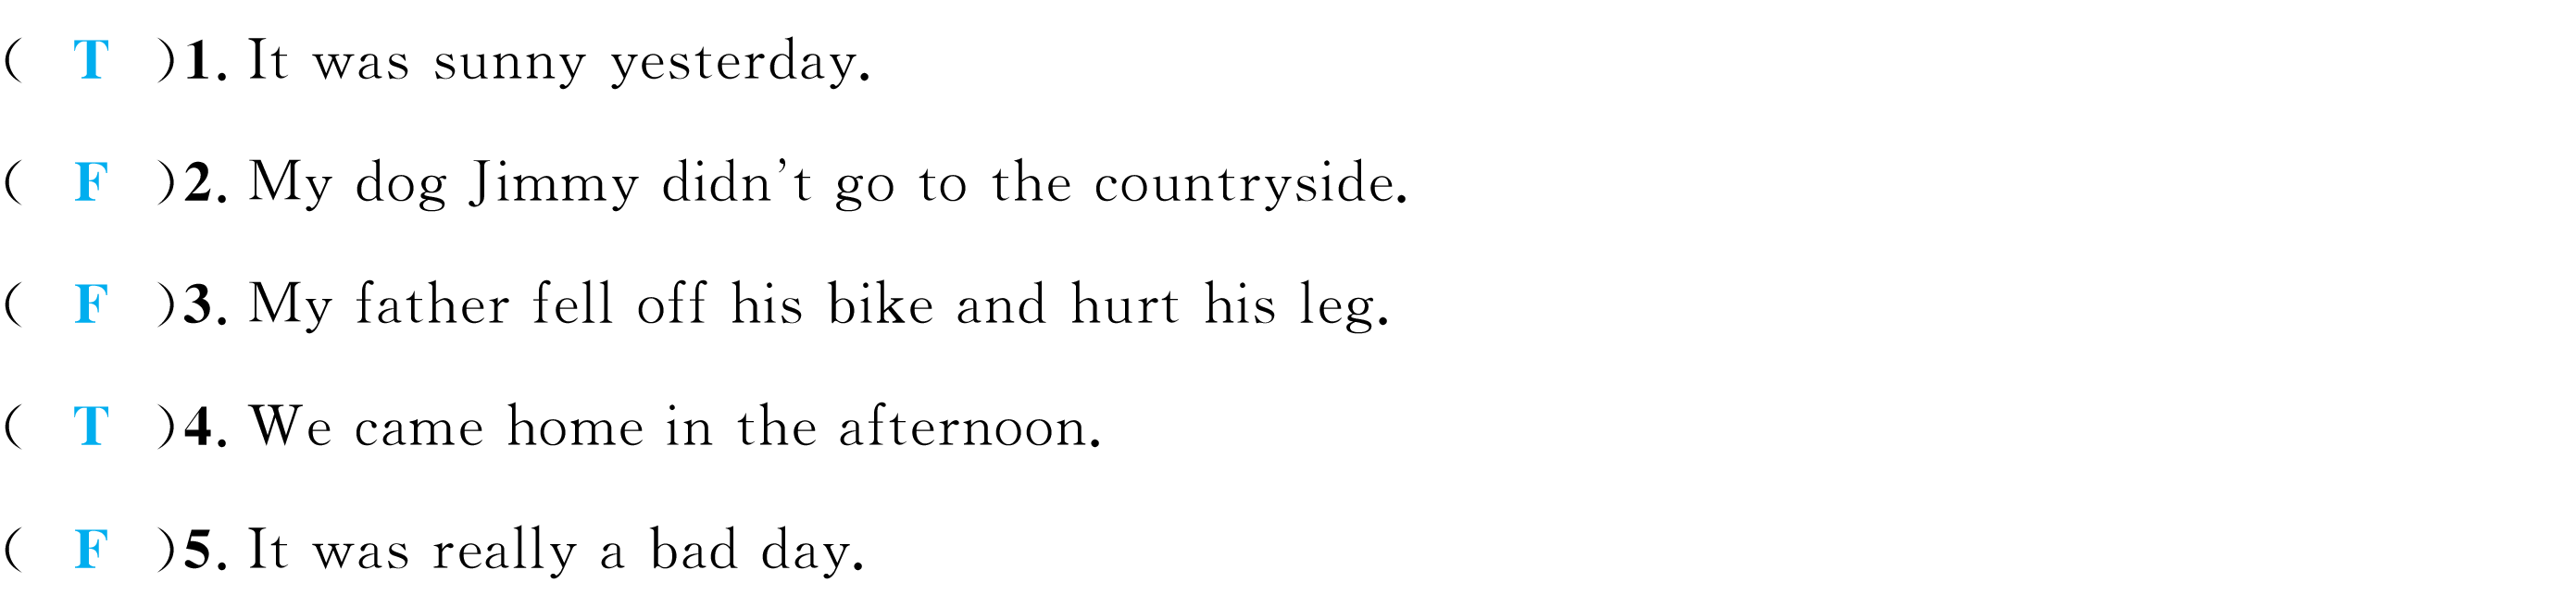 ( T )1. It was sunny yesterday.
( F )2. My dog Jimmy didn't go to the countryside.
( F )3. My father fell off his bike and hurt his leg.
( T )4. We came home in the afternoon.
( F )5. It was really a bad day.